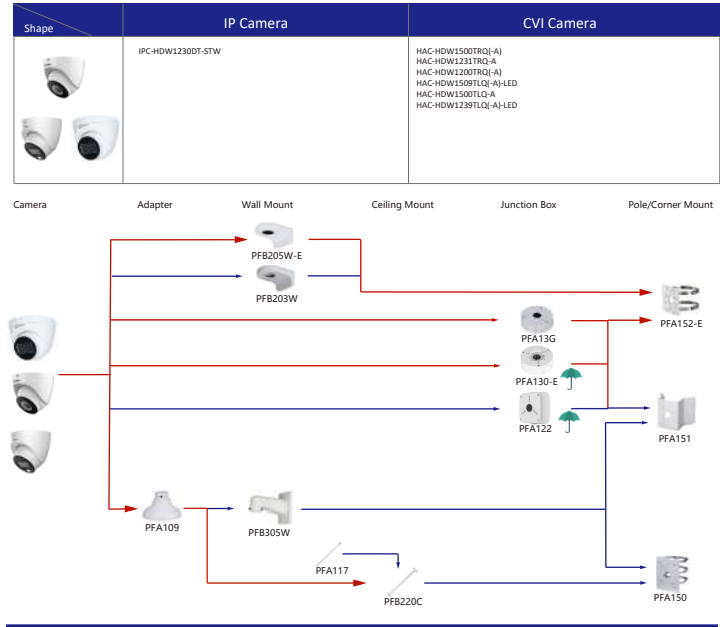 Shape
IP Camera
CVI Camera
IPC-HDW1230DT-STW
HAC-HDW1500TRQ(-A)
HAC-HDW1231TRQ-A
HAC-HDW1200TRQ(-A)
HAC-HDW1509TLQ(-A)-LED
HAC-HDW1500TLQ-A
HAC-HDW1239TLQ(-A)-LED
Camera
Adapter
Wall Mount
Ceiling Mount
Junction Box
Pole/Corner Mount
PFB205W-E
PFB203W
PFA152-E
PFA13G
PFA130-E
PFA122
PFA151
PFA109
PFB305W
PFA117
PFB220C
PFA150